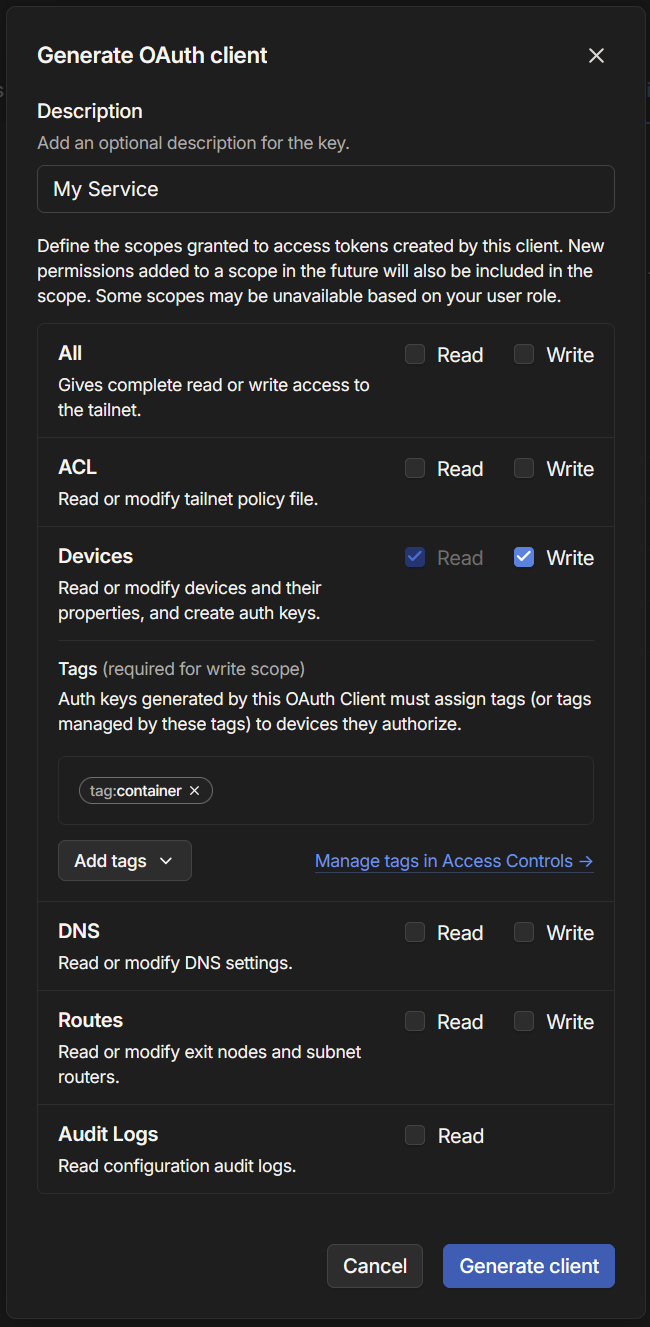 Generate OAuth client
Description
Add an optional description for the key.
My Service
Define the scopes granted to access tokens created by this client. New
permissions added to a scope in the future will also be included in the
scope. Some scopes may be unavailable based on your user role.
All
Read
Write
Gives complete read or write access to
the tailnet.
ACL
Read
Write
Read or modify tailnet policy file.
Devices
Read
Write
Read or modify devices and their
properties, and create auth keys.
Tags (required for write scope)
Auth keys generated by this OAuth Client must assign tags (or tags
managed by these tags) to devices they authorize.
tag:container
Add tags
Manage tags in Access Controls →
DNS
Read
Write
Read or modify DNS settings.
Routes
Read
Write
Read or modify exit nodes and subnet
routers.
Audit Logs
Read
Read configuration audit logs.
Cancel
Generate client